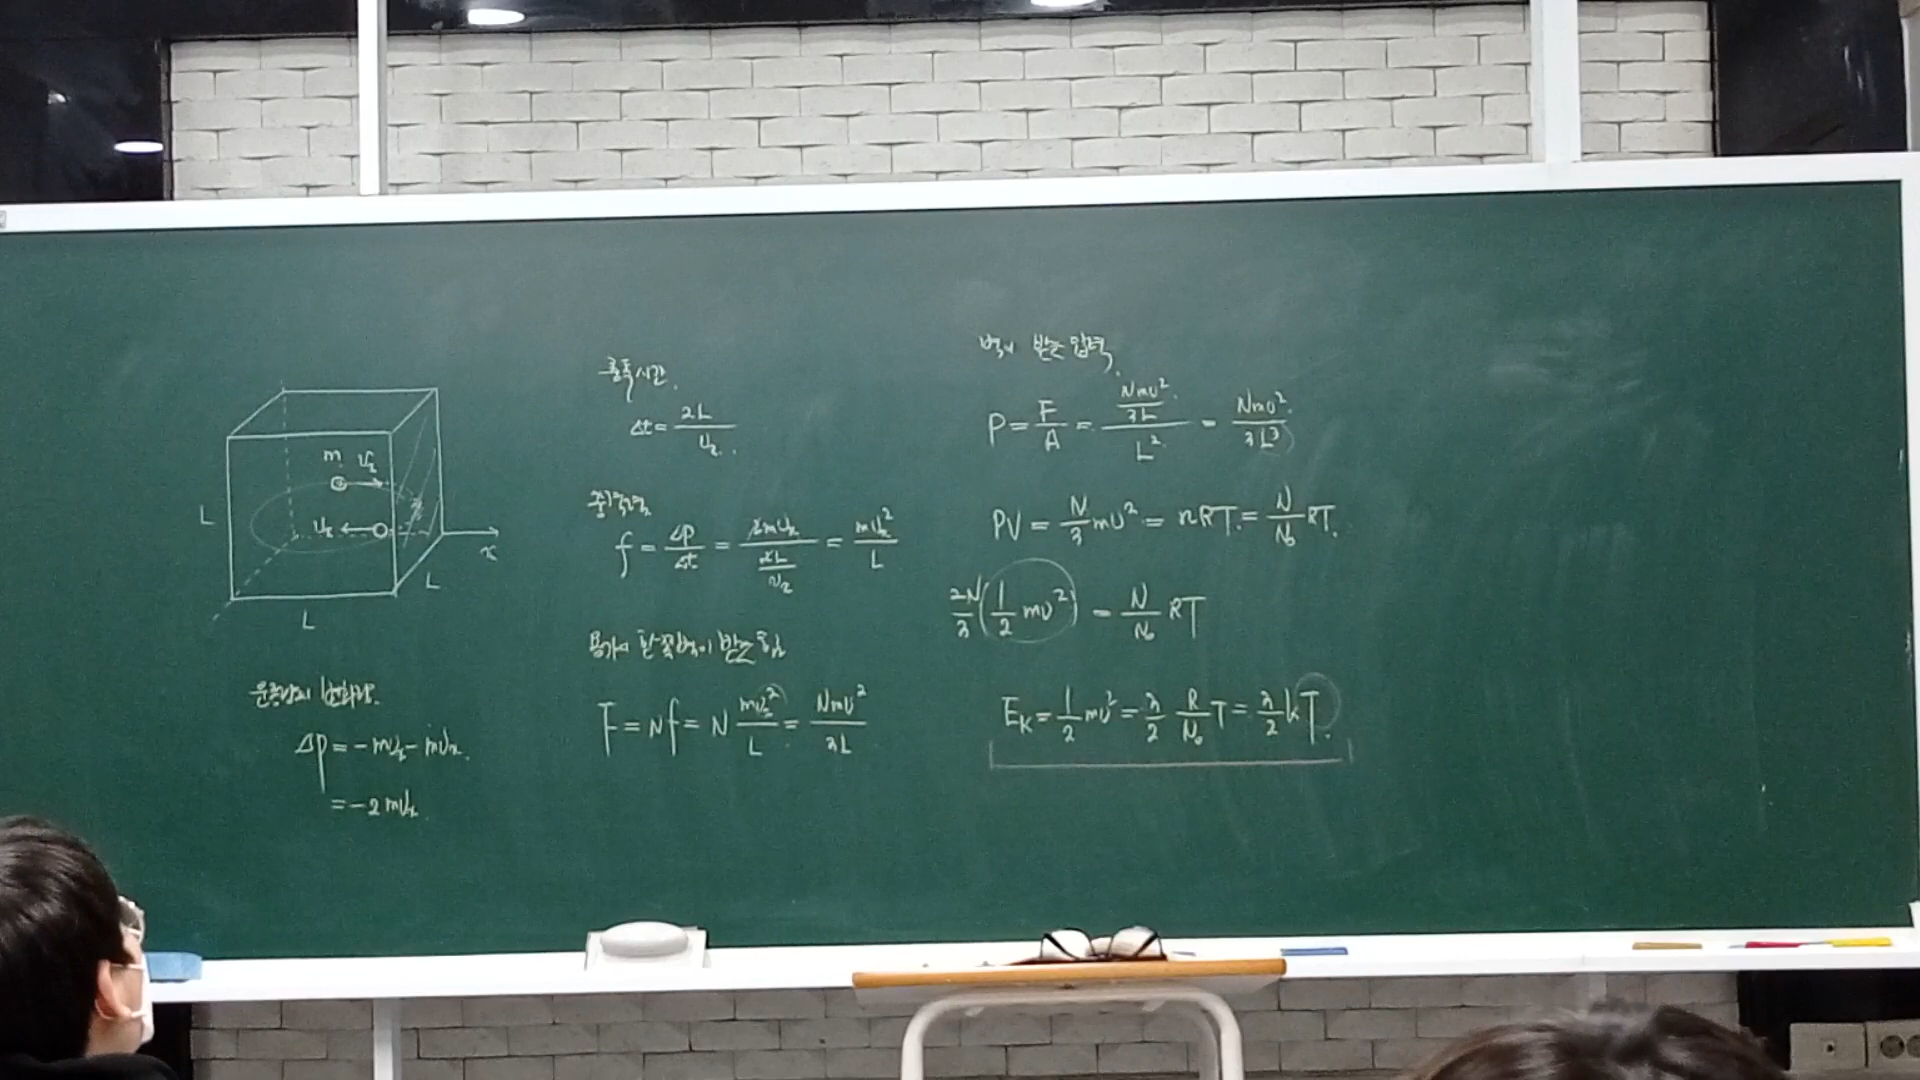 m v_x
v_x
L
x
L
L
운동량의 변화량.
Δp = -mv_x - mv_x.
= -2mv_x
충돌시간.
Δt = 2L / v_x.
충격력
f = Δp/Δt = 2mv_x / (2L/v_x) = mv_x² / L
용기의 한쪽벽이 받는 힘
F = Nf = N mv_x²/L = Nmv²/3L
벽이 받는 압력.
P = F/A = (Nmv²/3L) / L² = Nmv²/3L³
PV = N/3 mv² = nRT. = N/N₀ RT.
2N/3 (1/2 mv²) = N/N₀ RT
E_K = 1/2 mv² = 3/2 R/N₀ T = 3/2 kT.